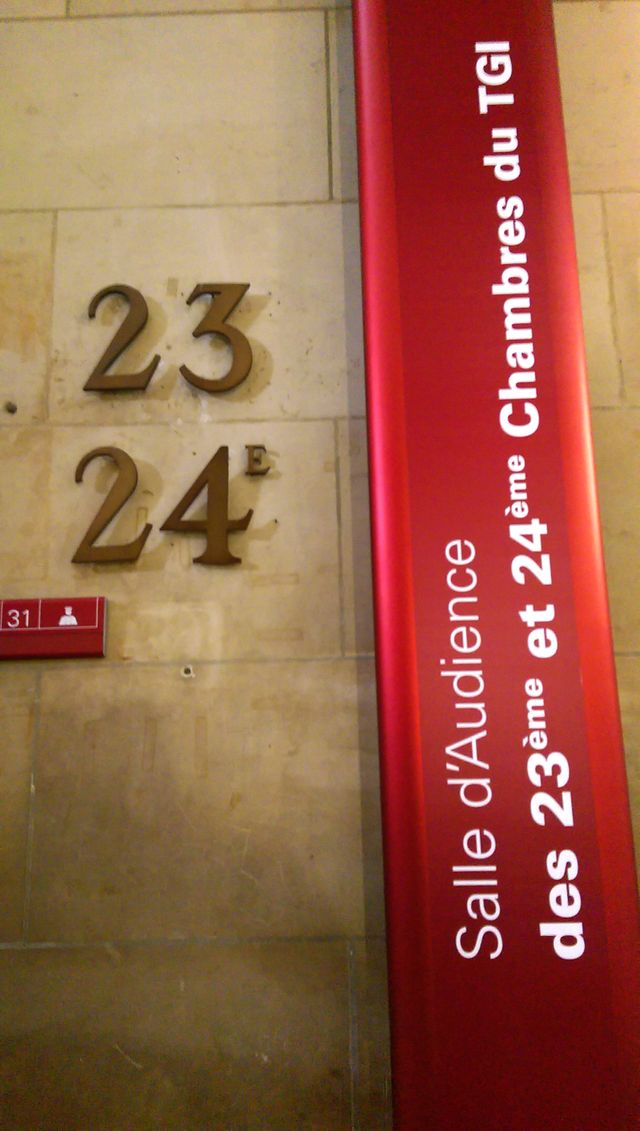 23
24E
31
Salle d'Audience
des 23ème et 24ème Chambres du TGI